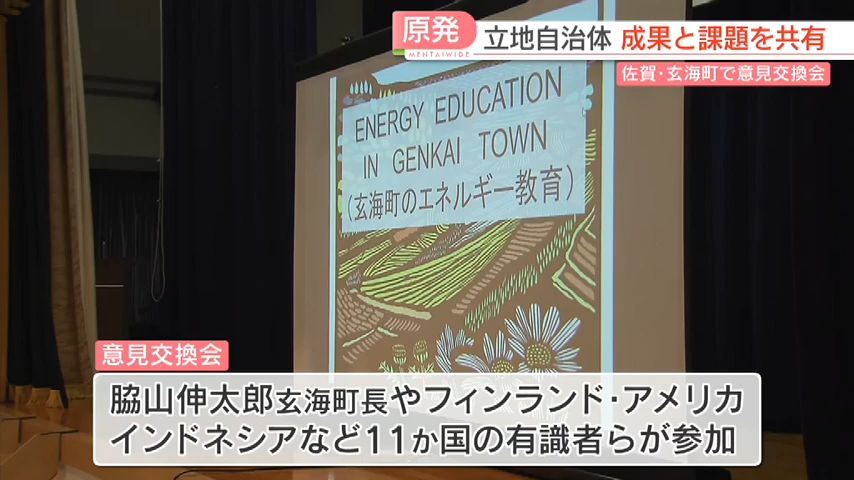 原発
MENTAIWIDE
立地自治体 成果と課題を共有
佐賀・玄海町で意見交換会
ENERGY EDUCATION
IN GENKAI TOWN
(玄海町のエネルギー教育)
意見交換会
脇山伸太郎玄海町長やフィンランド・アメリカ
インドネシアなど11か国の有識者らが参加